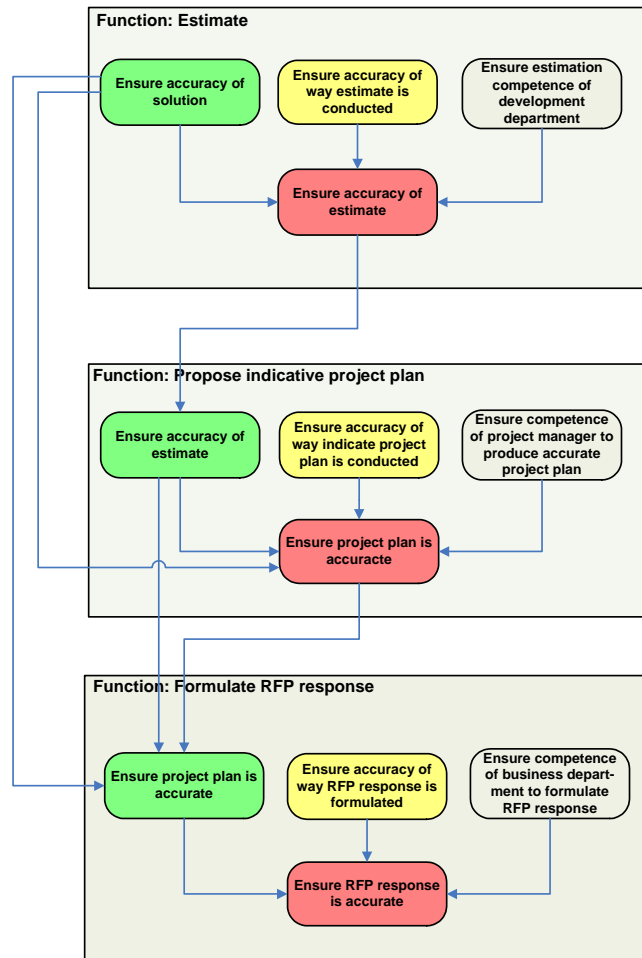 Function: Estimate
Ensure accuracy of
solution
Ensure accuracy of
way estimate is
conducted
Ensure estimation
competence of
development
department
Ensure accuracy of
estimate
Function: Propose indicative project plan
Ensure accuracy of
estimate
Ensure accuracy of
way indicate project
plan is conducted
Ensure competence
of project manager to
produce accurate
project plan
Ensure project plan is
accuracte
Function: Formulate RFP response
Ensure project plan is
accurate
Ensure accuracy of
way RFP response is
formulated
Ensure competence
of business depart-
ment to formulate
RFP response
Ensure RFP response
is accurate